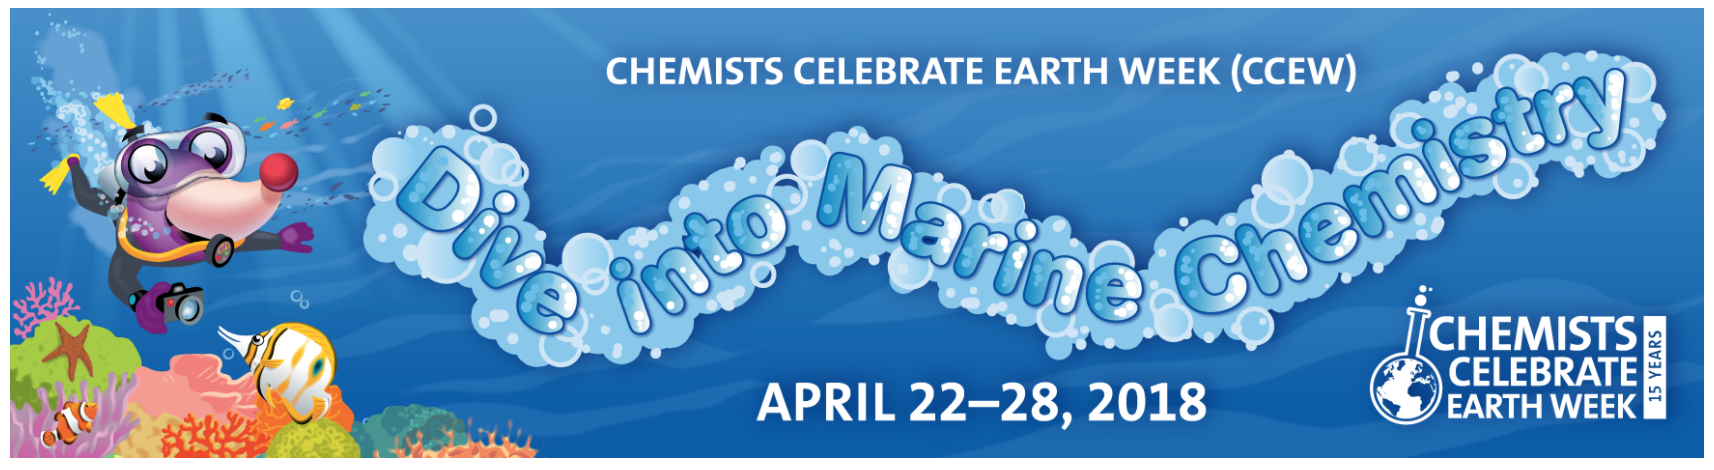 CHEMISTS CELEBRATE EARTH WEEK (CCEW)
Dive into Marine Chemistry
APRIL 22–28, 2018
CHEMISTS
CELEBRATE
EARTH WEEK
15 YEARS